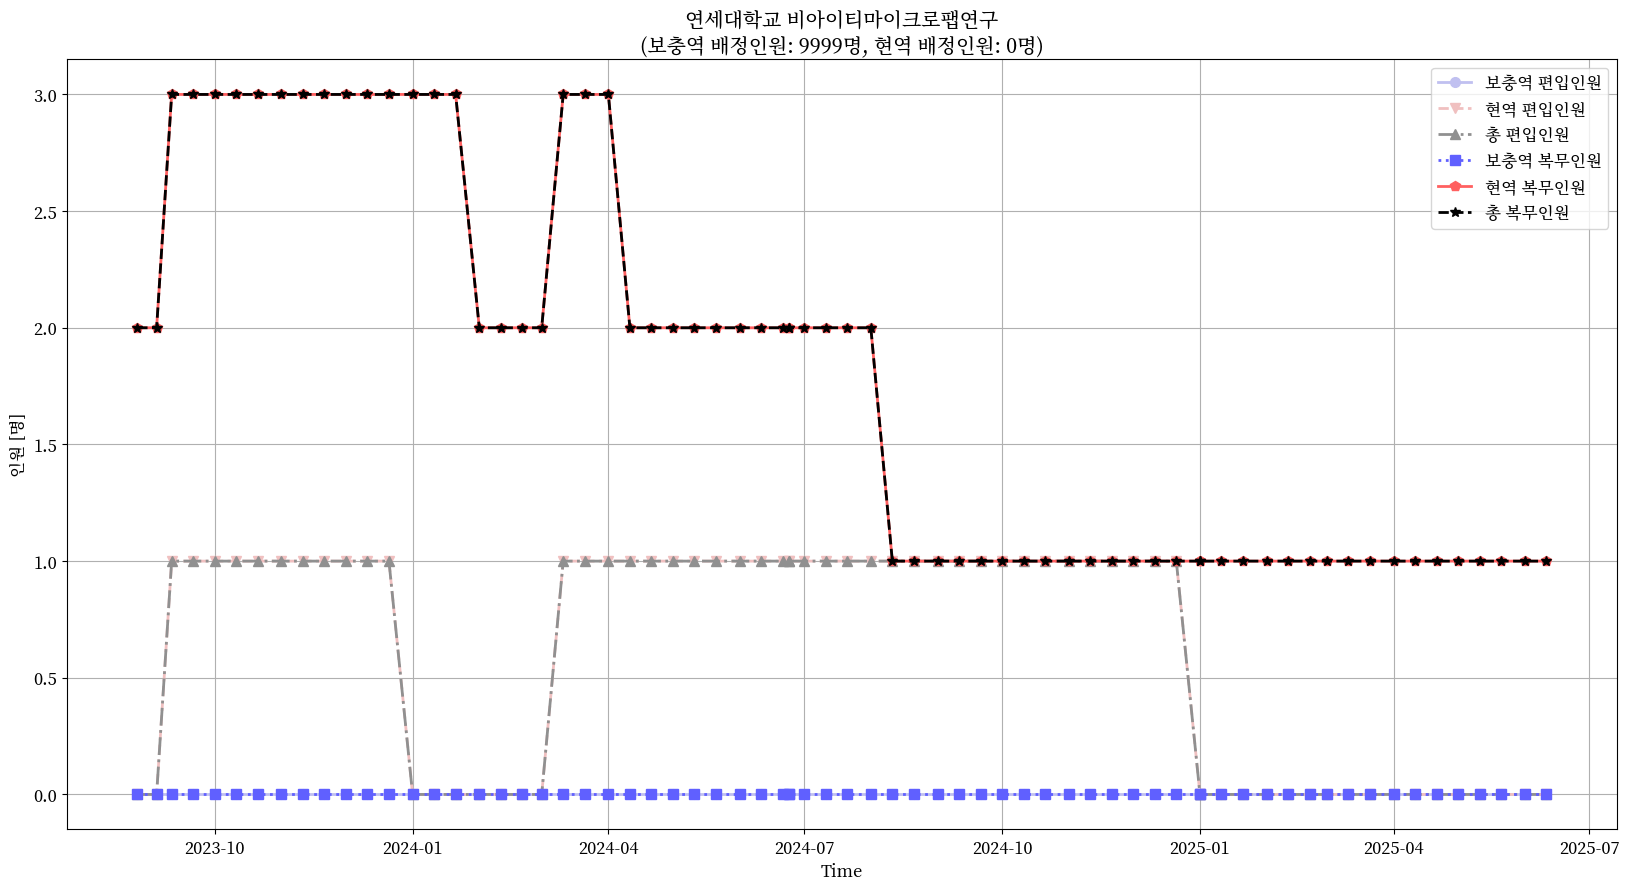 연세대학교 비아이티마이크로팹연구
(보충역 배정인원: 9999명, 현역 배정인원: 0명)
보충역 편입인원
현역 편입인원
총 편입인원
보충역 복무인원
현역 복무인원
총 복무인원
인원 [명]
3.0
2.5
2.0
1.5
1.0
0.5
0.0
2023-10
2024-01
2024-04
2024-07
2024-10
2025-01
2025-04
2025-07
Time